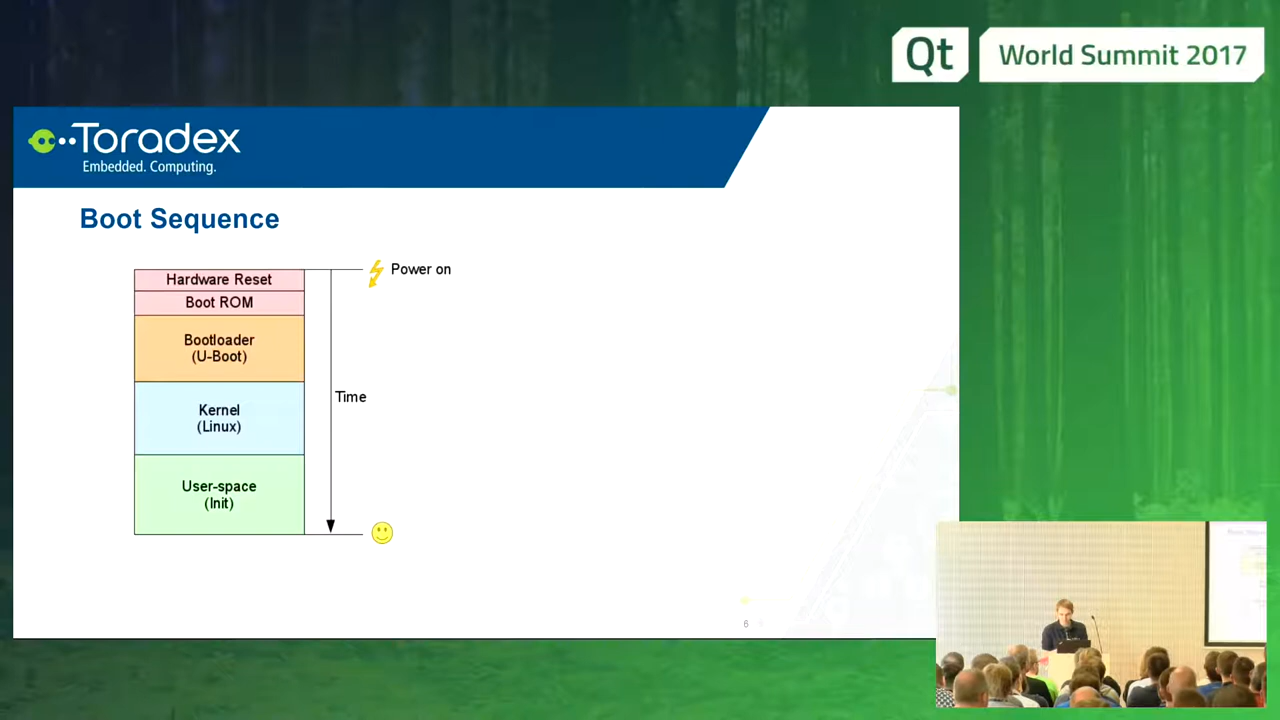 Qt
World Summit 2017
Toradex
Embedded. Computing.
Boot Sequence
Hardware Reset
Power on
Boot ROM
Bootloader
(U-Boot)
Time
Kernel
(Linux)
User-space
(Init)
6